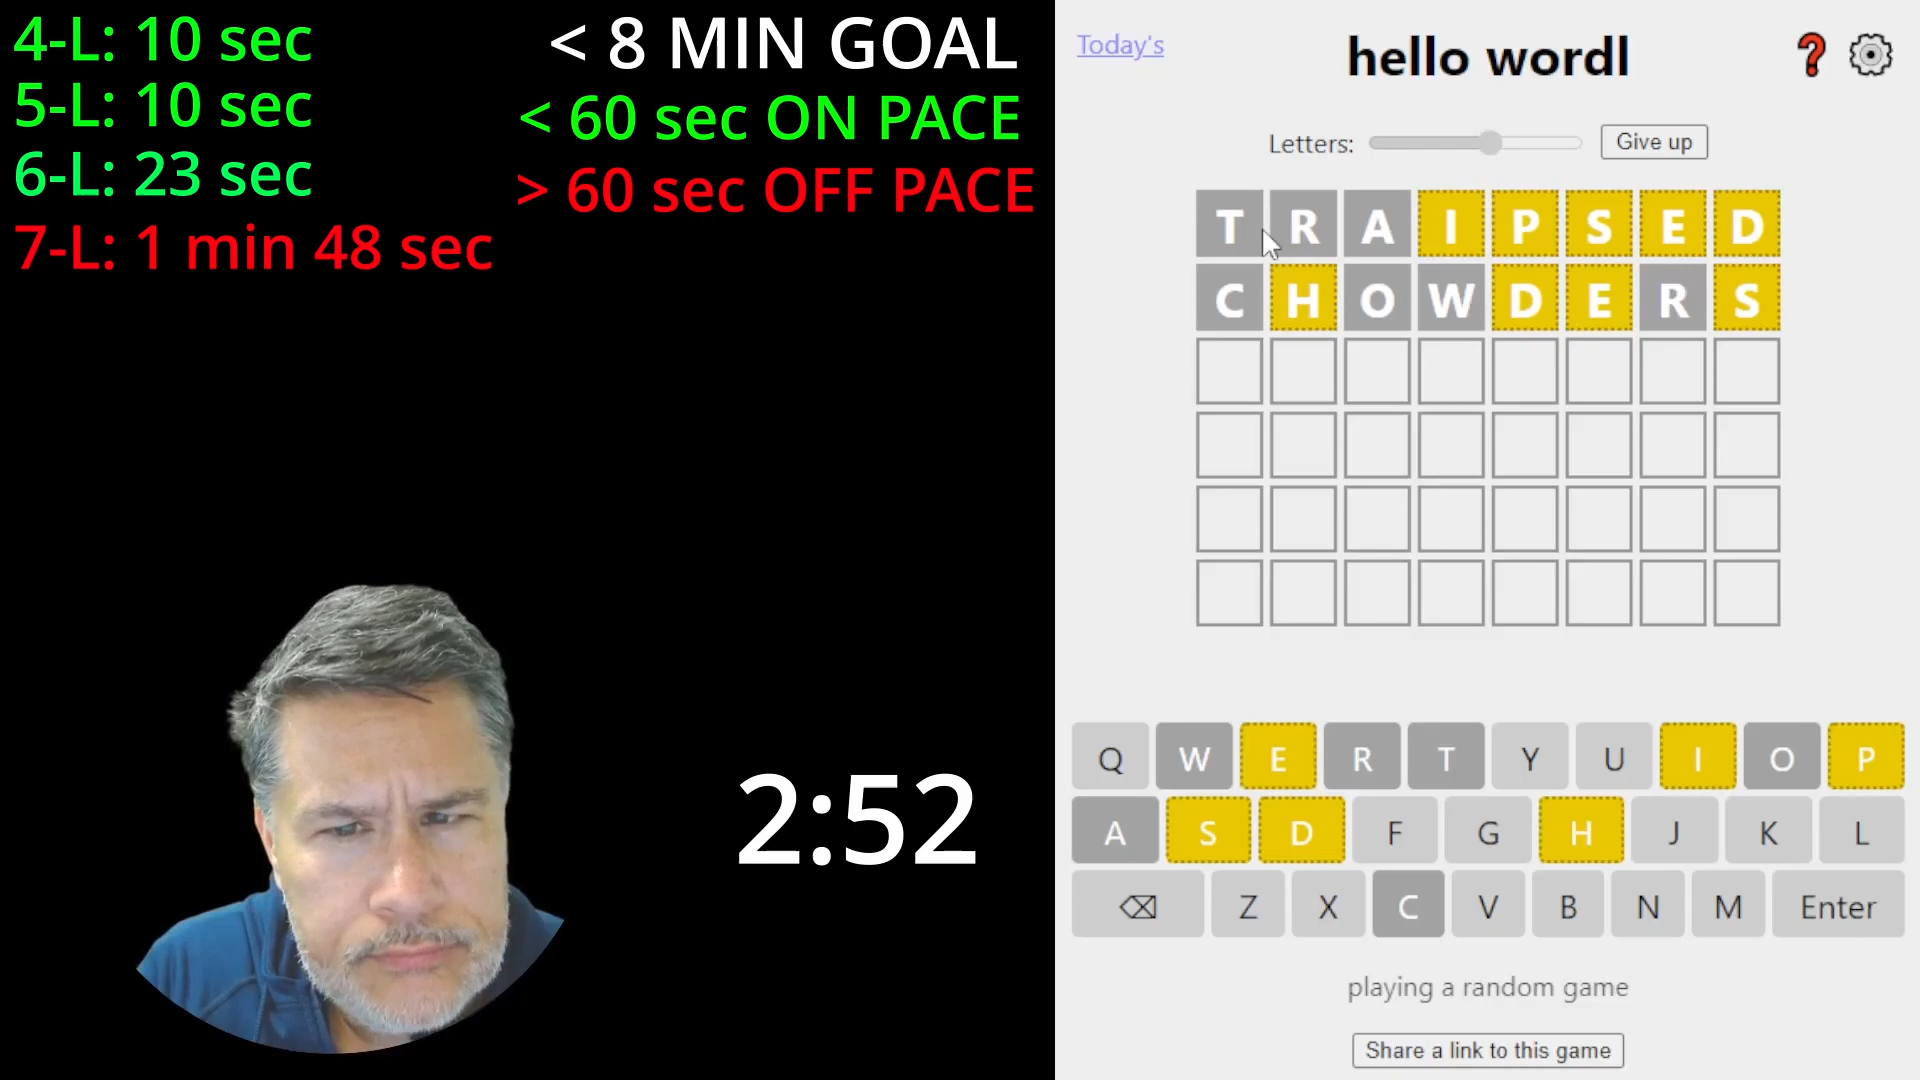 4-L: 10 sec
5-L: 10 sec
6-L: 23 sec
7-L: 1 min 48 sec
< 8 MIN GOAL
< 60 sec ON PACE
> 60 sec OFF PACE
2:52
Today's
hello wordl
?
Letters:
Give up
T R A I P S E D
C H O W D E R S
Q W E R T Y U I O P
A S D F G H J K L
⌫ Z X C V B N M Enter
playing a random game
Share a link to this game